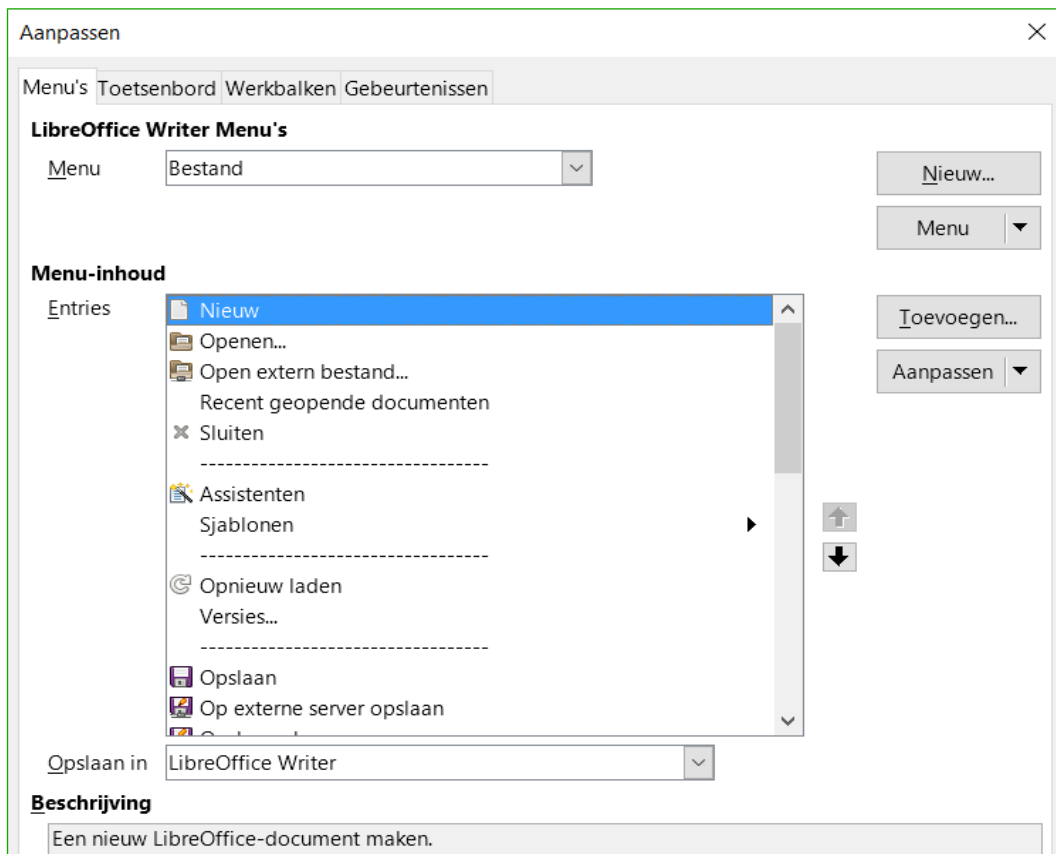 Aanpassen
Menu's Toetsenbord Werkbalken Gebeurtenissen
LibreOffice Writer Menu's
Menu Bestand
Nieuw...
Menu
Menu-inhoud
Entries
Nieuw
Toevoegen...
Openen...
Open extern bestand...
Aanpassen
Recent geopende documenten
Sluiten
----------------------------------
Assistenten
Sjablonen
----------------------------------
Opnieuw laden
Versies...
----------------------------------
Opslaan
Op externe server opslaan
Opslaan in LibreOffice Writer
Beschrijving
Een nieuw LibreOffice-document maken.